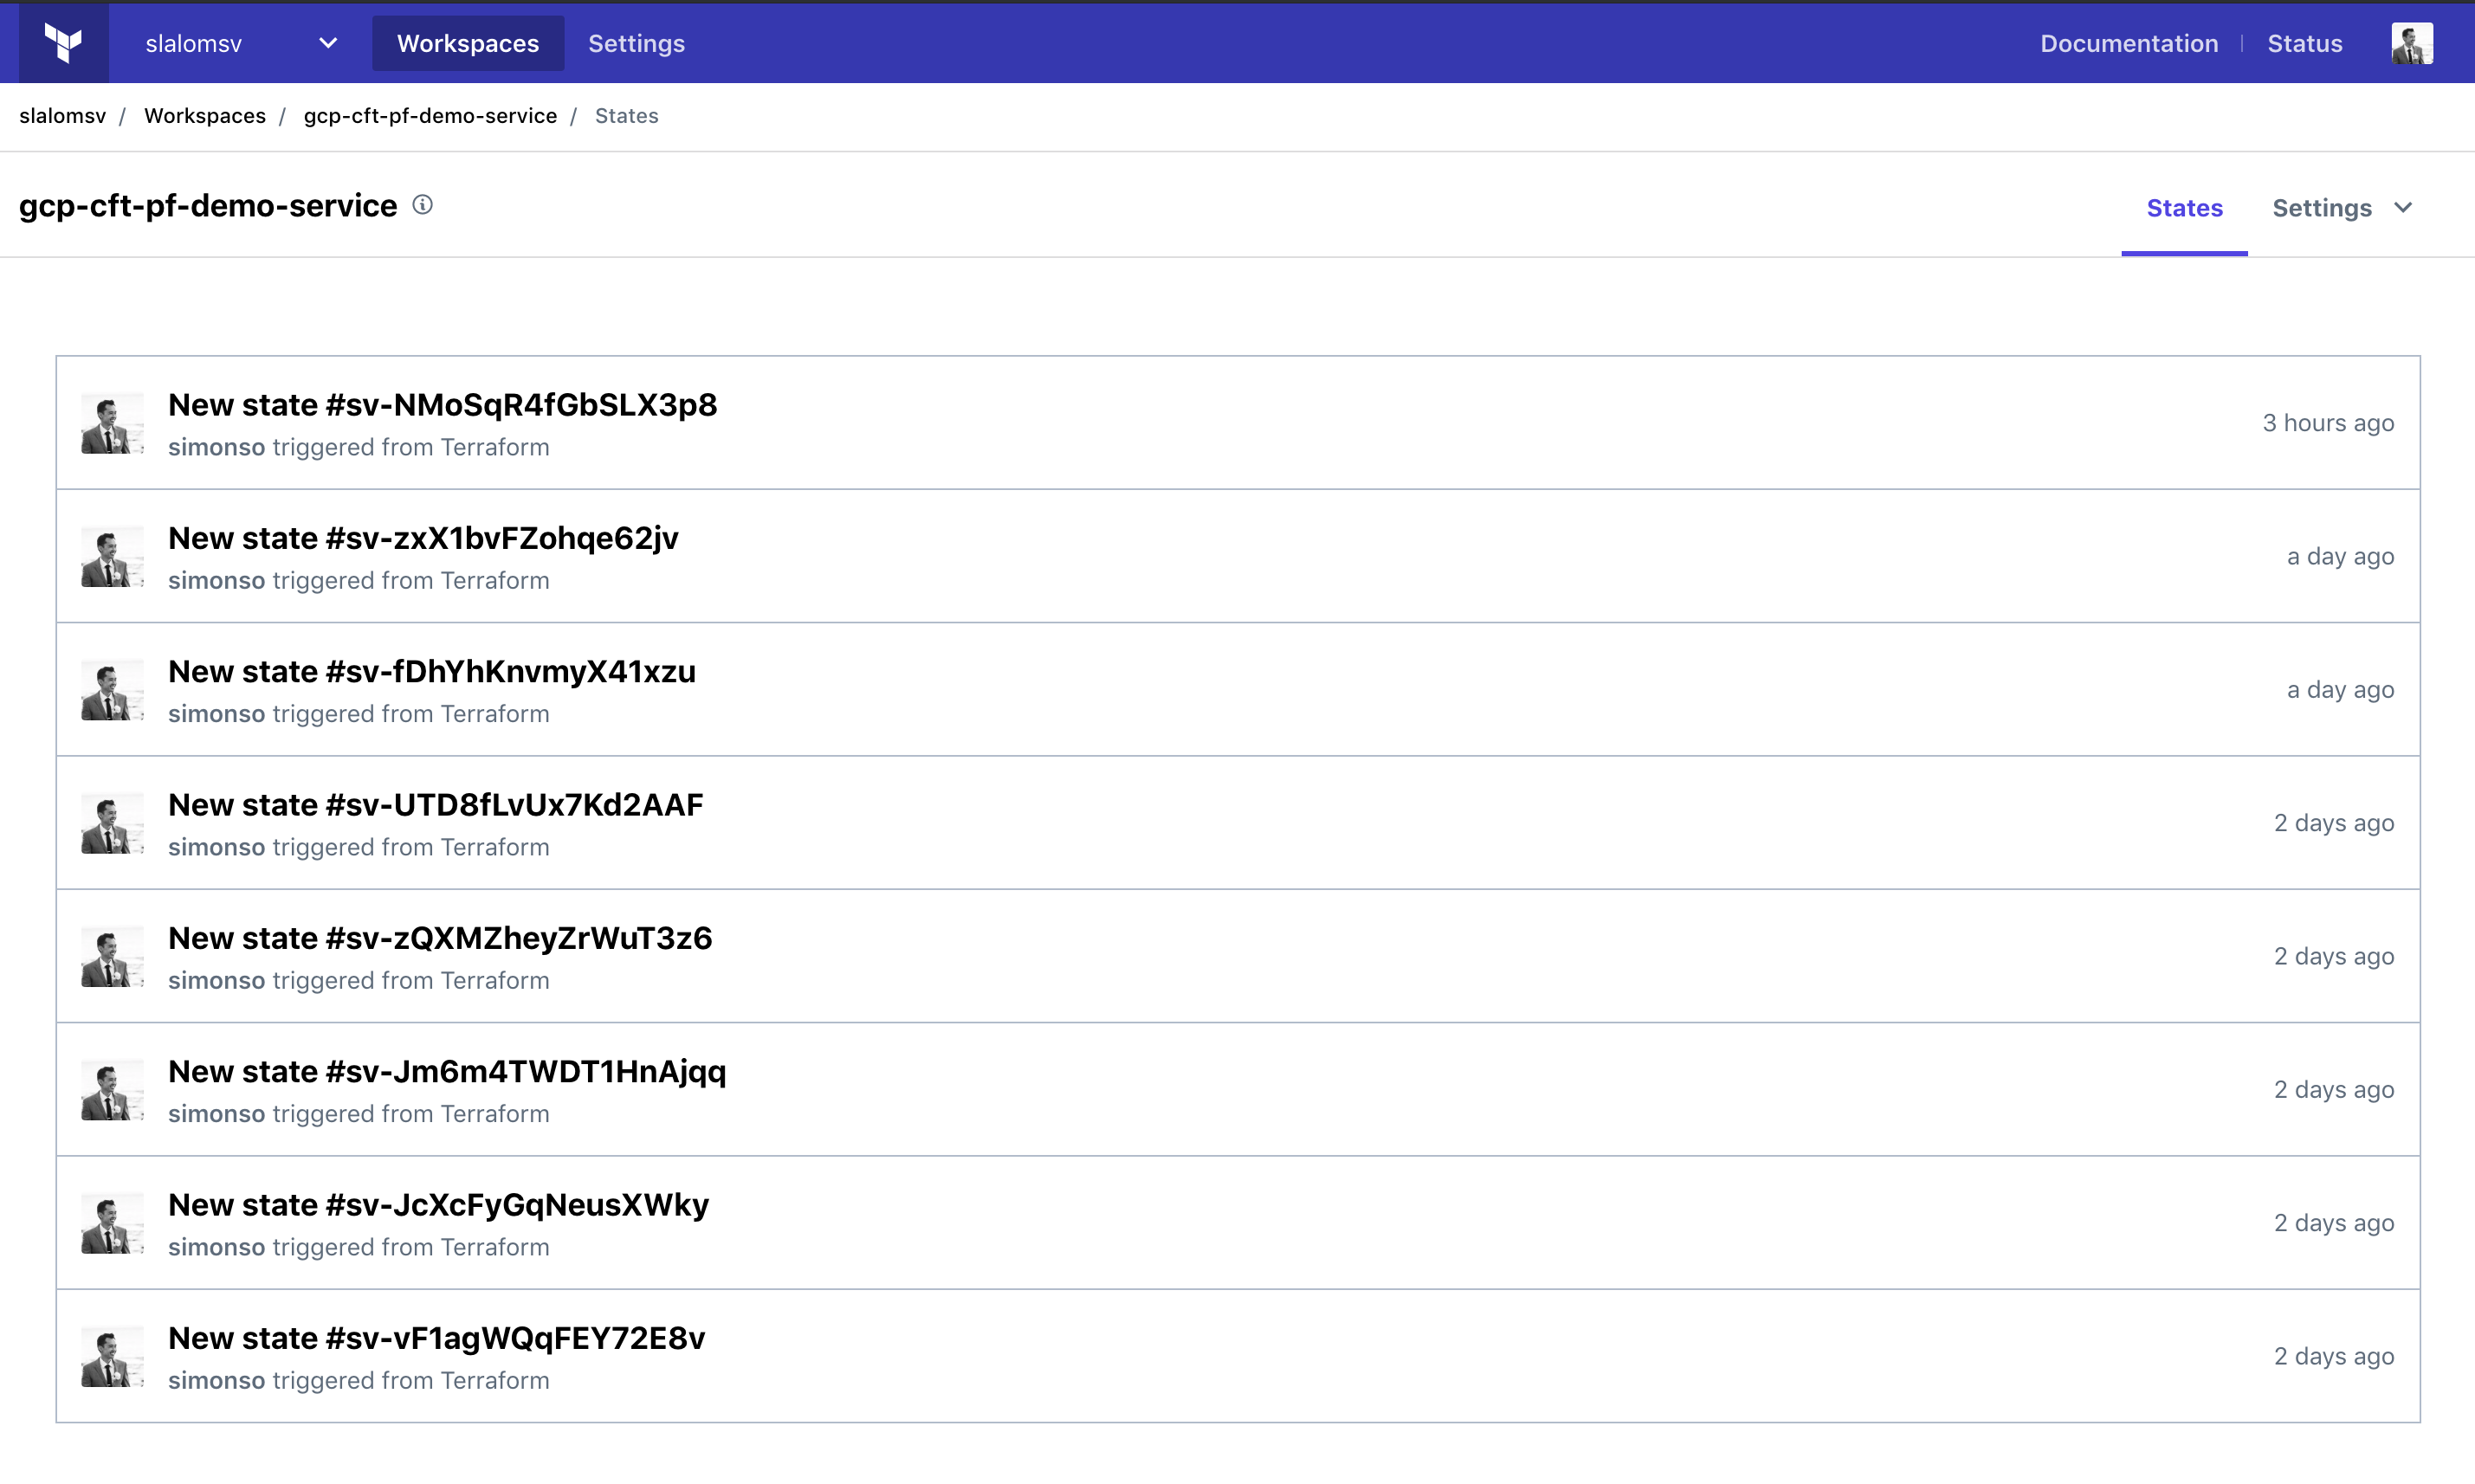 slalomsv Workspaces Settings Documentation Status
slalomsv / Workspaces / gcp-cft-pf-demo-service / States
gcp-cft-pf-demo-service States Settings
New state #sv-NMoSqR4fGbSLX3p8
simonso triggered from Terraform
3 hours ago
New state #sv-zxX1bvFZohqe62jv
simonso triggered from Terraform
a day ago
New state #sv-fDhYhKnvmyX41xzu
simonso triggered from Terraform
a day ago
New state #sv-UTD8fLvUx7Kd2AAF
simonso triggered from Terraform
2 days ago
New state #sv-zQXMZheyZrWuT3z6
simonso triggered from Terraform
2 days ago
New state #sv-Jm6m4TWDT1HnAjqq
simonso triggered from Terraform
2 days ago
New state #sv-JcXcFyGqNeusXWky
simonso triggered from Terraform
2 days ago
New state #sv-vF1agWQqFEY72E8v
simonso triggered from Terraform
2 days ago